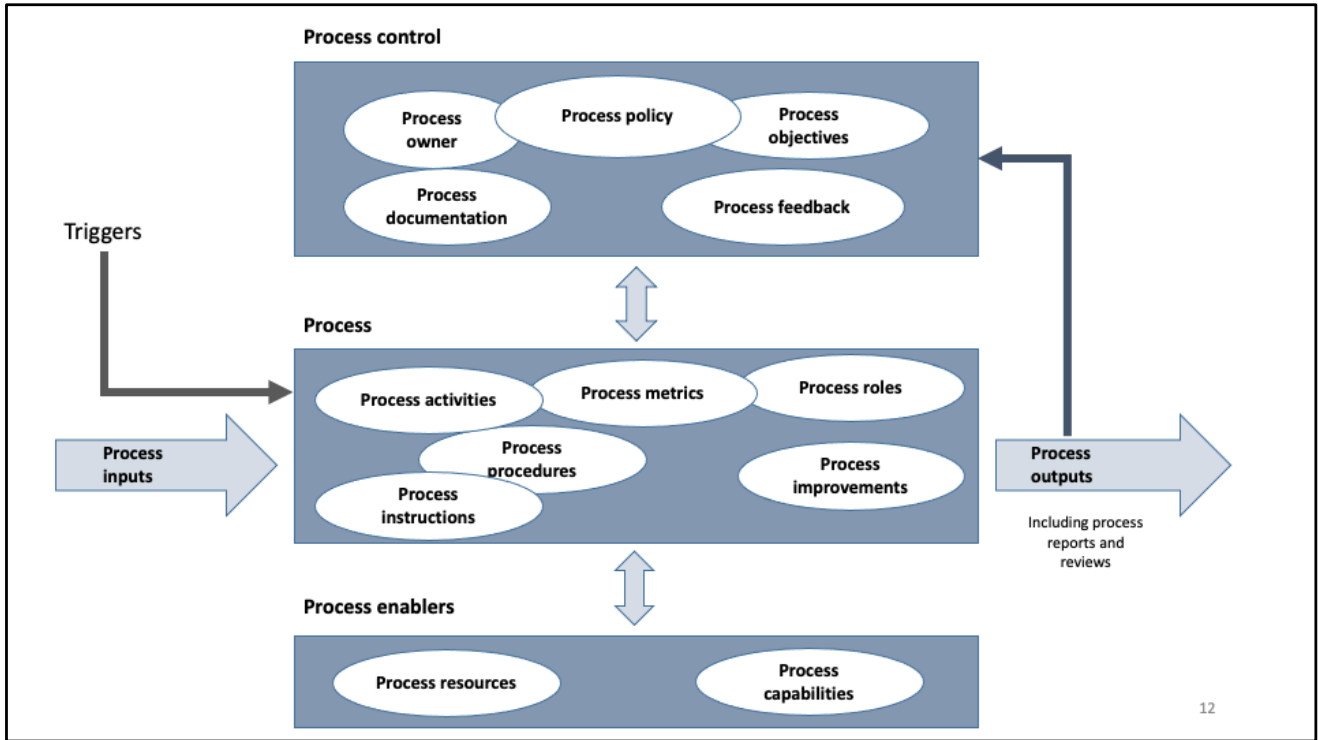 Process control
Process
owner
Process policy
Process
objectives
Process
documentation
Process feedback
Triggers
Process
Process activities
Process metrics
Process roles
Process
procedures
Process
improvements
Process
instructions
Process
inputs
Process
outputs
Including process
reports and
reviews
Process enablers
Process resources
Process
capabilities
12